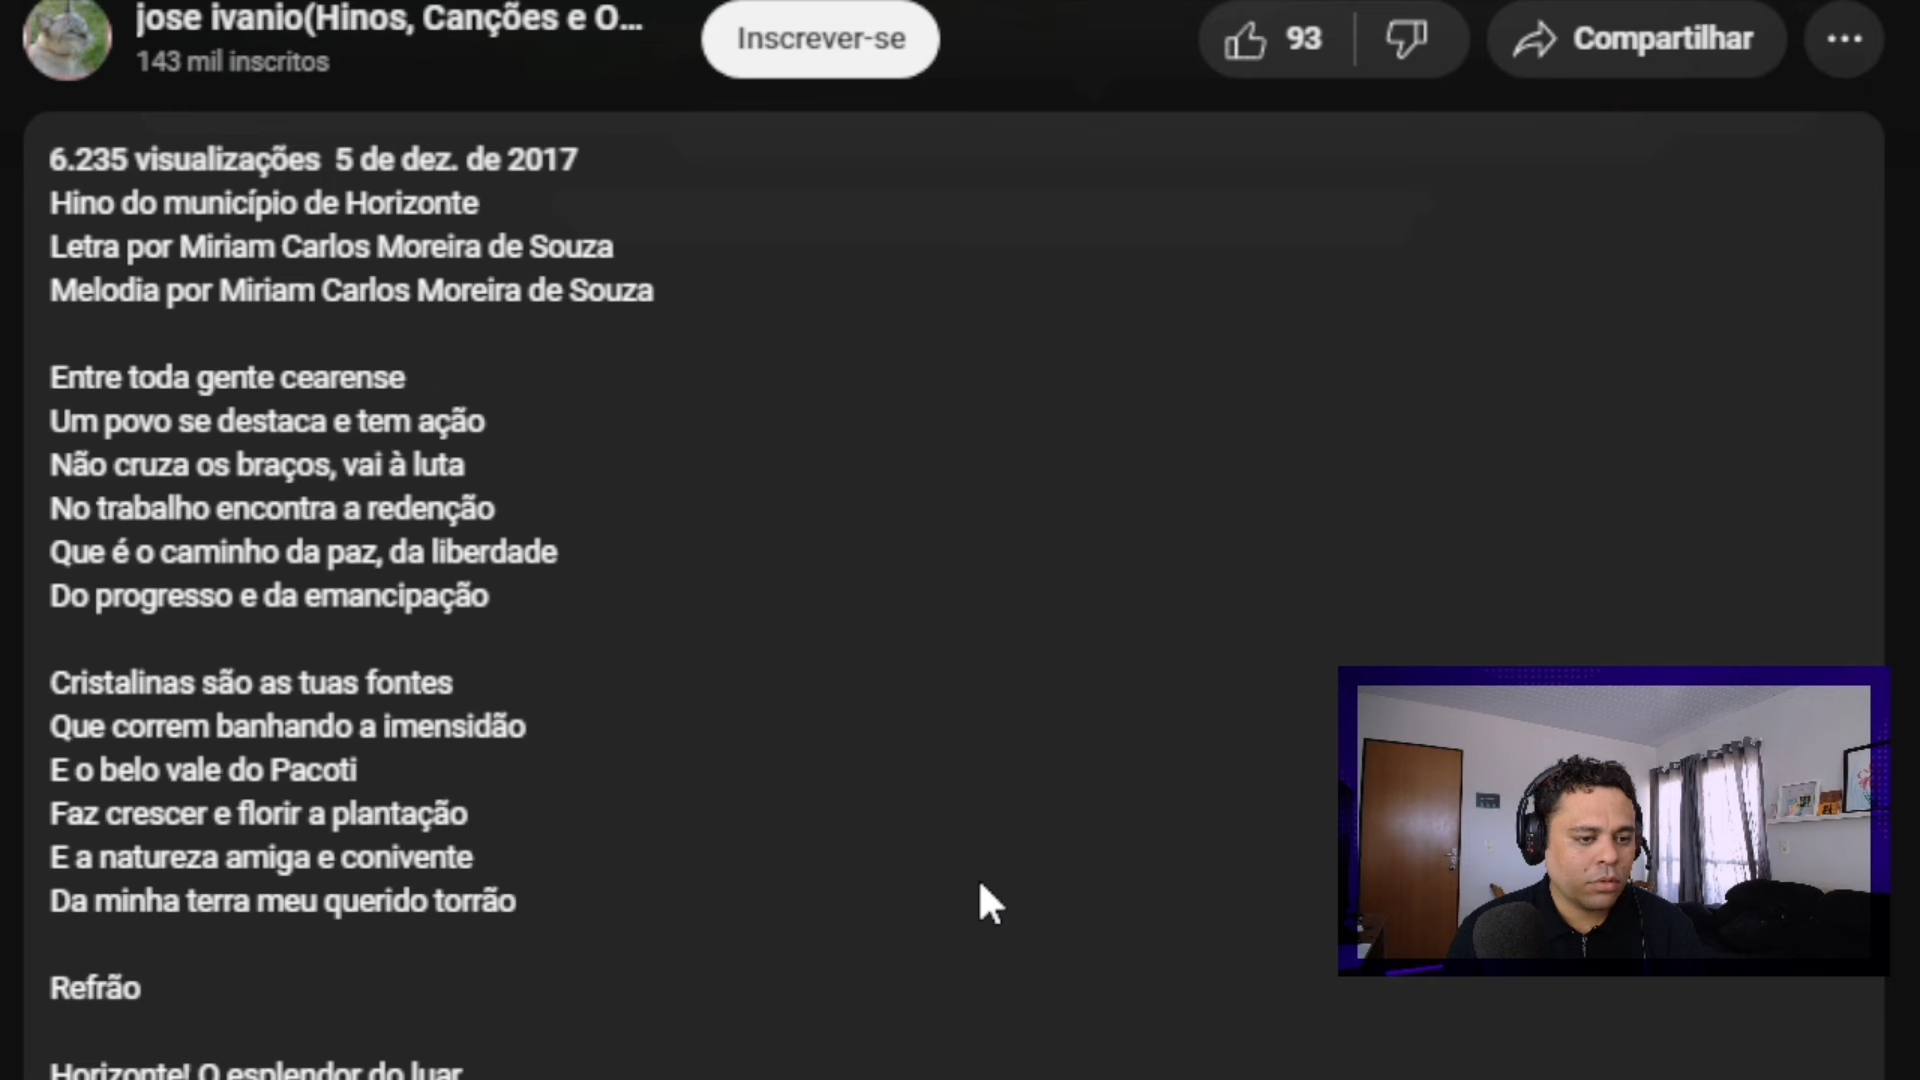 jose ivanio(Hinos, Canções e O...
143 mil inscritos
Inscrever-se
93
Compartilhar
6.235 visualizações 5 de dez. de 2017
Hino do município de Horizonte
Letra por Miriam Carlos Moreira de Souza
Melodia por Miriam Carlos Moreira de Souza
Entre toda gente cearense
Um povo se destaca e tem ação
Não cruza os braços, vai à luta
No trabalho encontra a redenção
Que é o caminho da paz, da liberdade
Do progresso e da emancipação
Cristalinas são as tuas fontes
Que correm banhando a imensidão
E o belo vale do Pacoti
Faz crescer e florir a plantação
E a natureza amiga e conivente
Da minha terra meu querido torrão
Refrão
Horizonte! O esplendor do luar